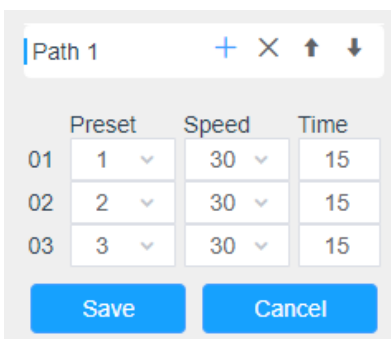 Path 1
Preset Speed Time
01 1 30 15
02 2 30 15
03 3 30 15
Save Cancel